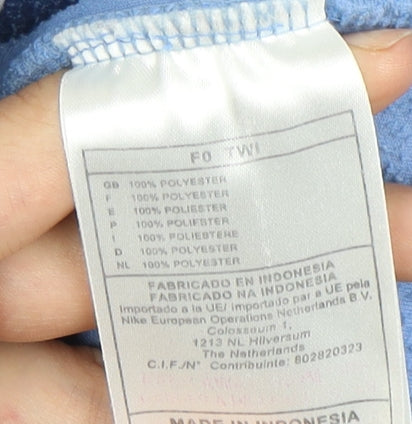 F0 TWI
GB 100% POLYESTER
F 100% POLYESTER
E 100% POLIESTER
P 100% POLIESTER
I 100% POLIESTERE
D 100% POLYESTER
NL 100% POLYESTER
FABRICADO EN INDONESIA
FABRICADO NA INDONESIA
Importado a la UE/ importado par a UE pela
Nike European Operations Netherlands B.V.
Colosseum 1,
1213 NL Hilversum
The Netherlands
C.I.F./N° Contribuinte: 802820323
MADE IN INDONESIA